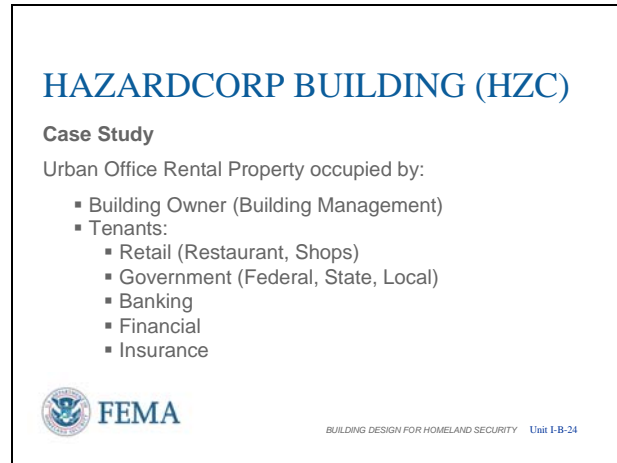 HAZARDCORP BUILDING (HZC)
Case Study
Urban Office Rental Property occupied by:
▪ Building Owner (Building Management)
▪ Tenants:
▪ Retail (Restaurant, Shops)
▪ Government (Federal, State, Local)
▪ Banking
▪ Financial
▪ Insurance
FEMA
BUILDING DESIGN FOR HOMELAND SECURITY Unit I-B-24